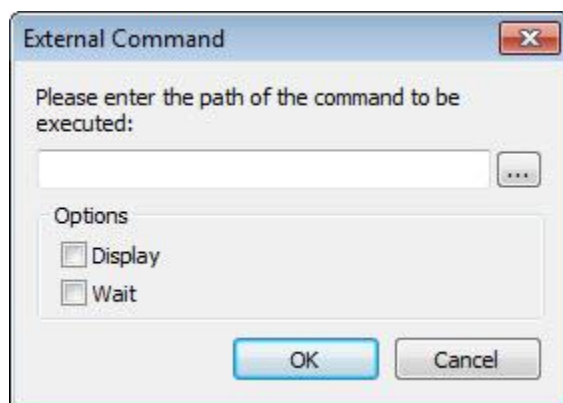 External Command
Please enter the path of the command to be
executed:
...
Options
Display
Wait
OK
Cancel